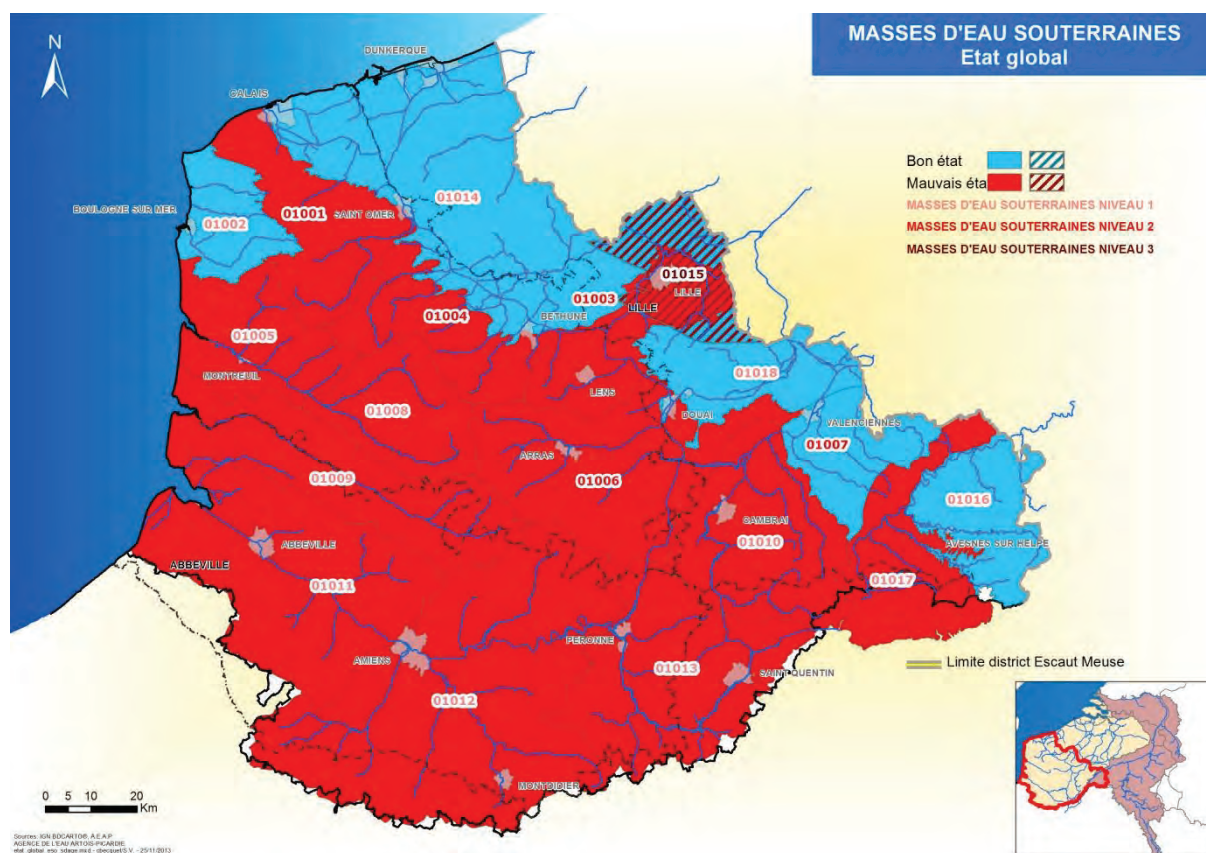 MASSES D'EAU SOUTERRAINES
Etat global
N
DUNKERQUE
CALAIS
Bon état
Mauvais éta
MASSES D'EAU SOUTERRAINES NIVEAU 1
MASSES D'EAU SOUTERRAINES NIVEAU 2
MASSES D'EAU SOUTERRAINES NIVEAU 3
01014
BOULOGNE SUR MER
01002
01001
SAINT OMER
01015
LILLE
01003
LILLE
01004
BETHUNE
01005
MONTREUIL
01018
LENS
01008
DOUAI
VALENCIENNES
01007
ARRAS
01009
01006
01016
CAMBRAI
01010
AVESNES SUR HELPE
ABBEVILLE
ABBEVILLE
01011
01017
PERONNE
AMIENS
01013
SAINT QUENTIN
Limite district Escaut Meuse
01012
MONTDIDIER
0 5 10 20
Km
Sources: IGN BDCARTO®, A.E.A.P
AGENCE DE L'EAU ARTOIS-PICARDIE